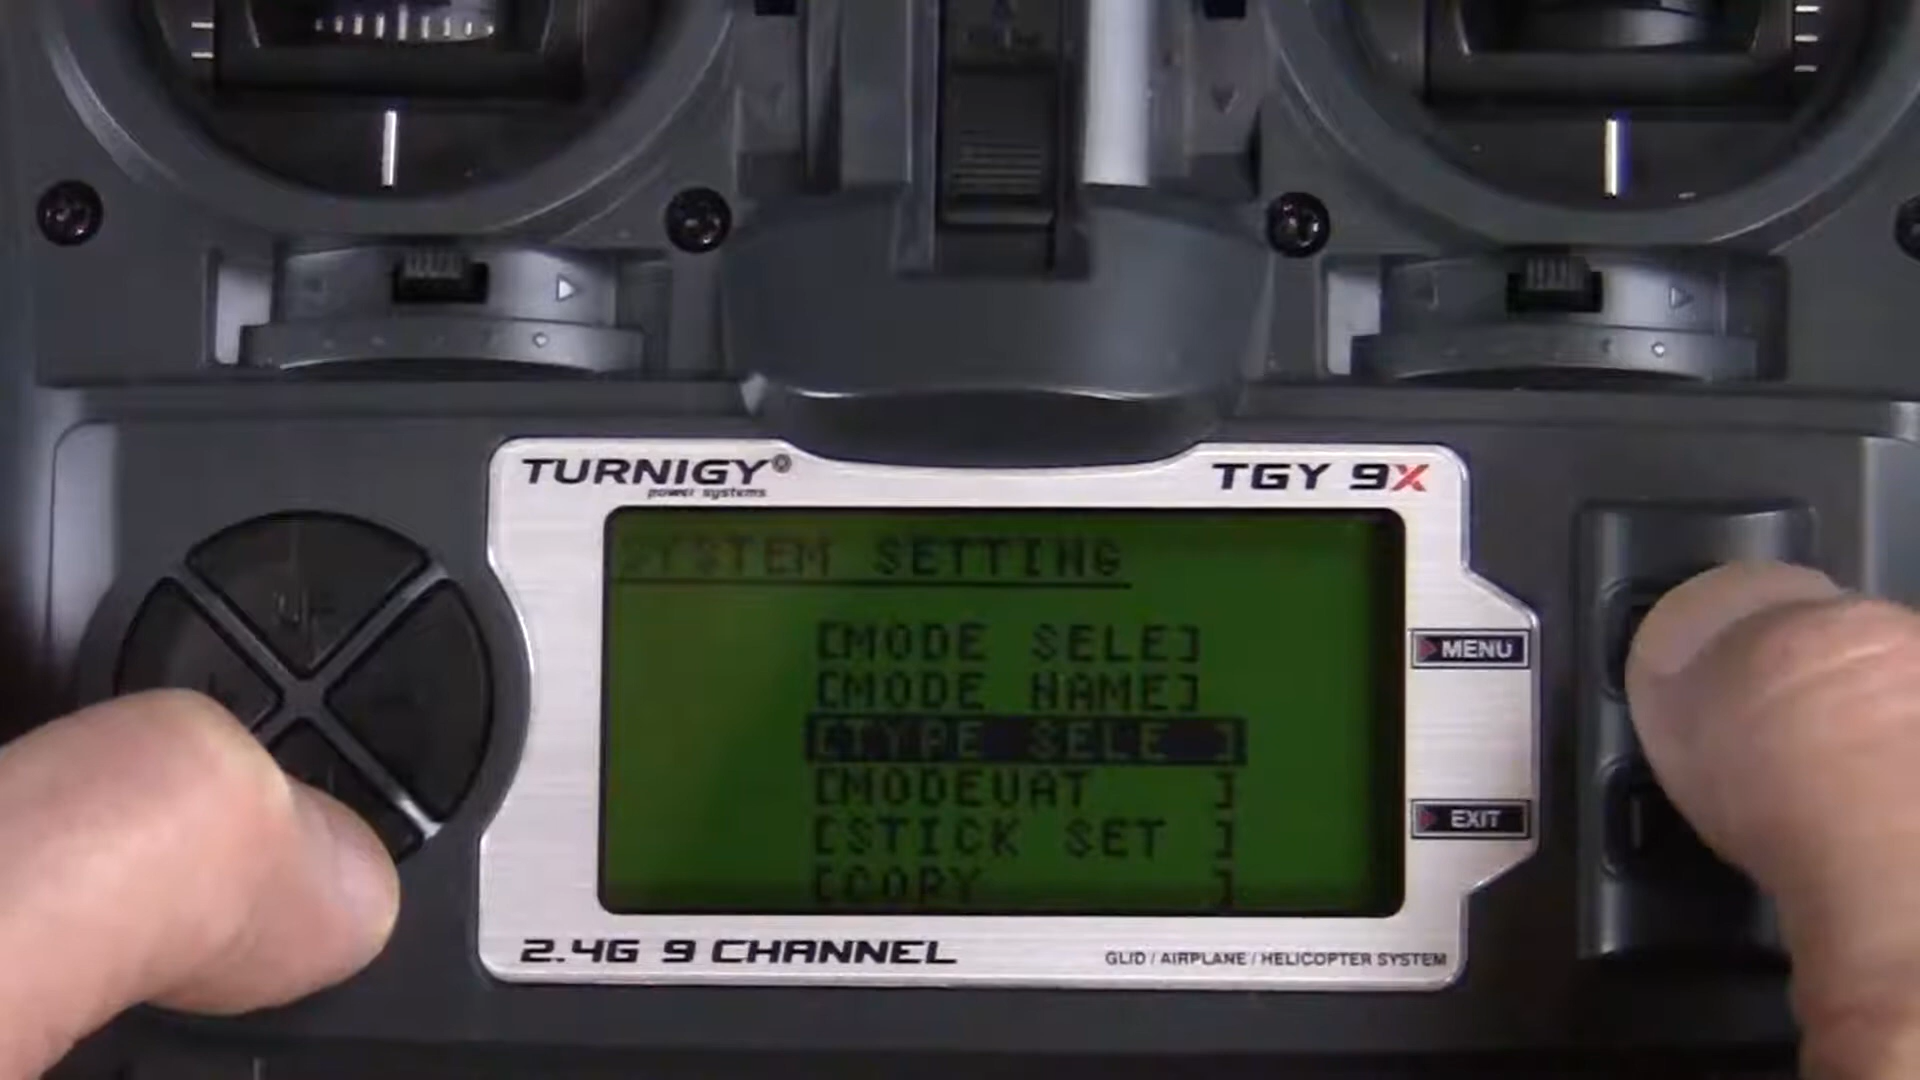 TURNIGY®
power systems
TGY 9X
SYSTEM SETTING
[MODE SELE]
[MODE NAME]
[TYPE SELE ]
[MODEVAT ]
[STICK SET ]
[COPY ]
MENU
EXIT
2.4G 9 CHANNEL
GLID / AIRPLANE / HELICOPTER SYSTEM